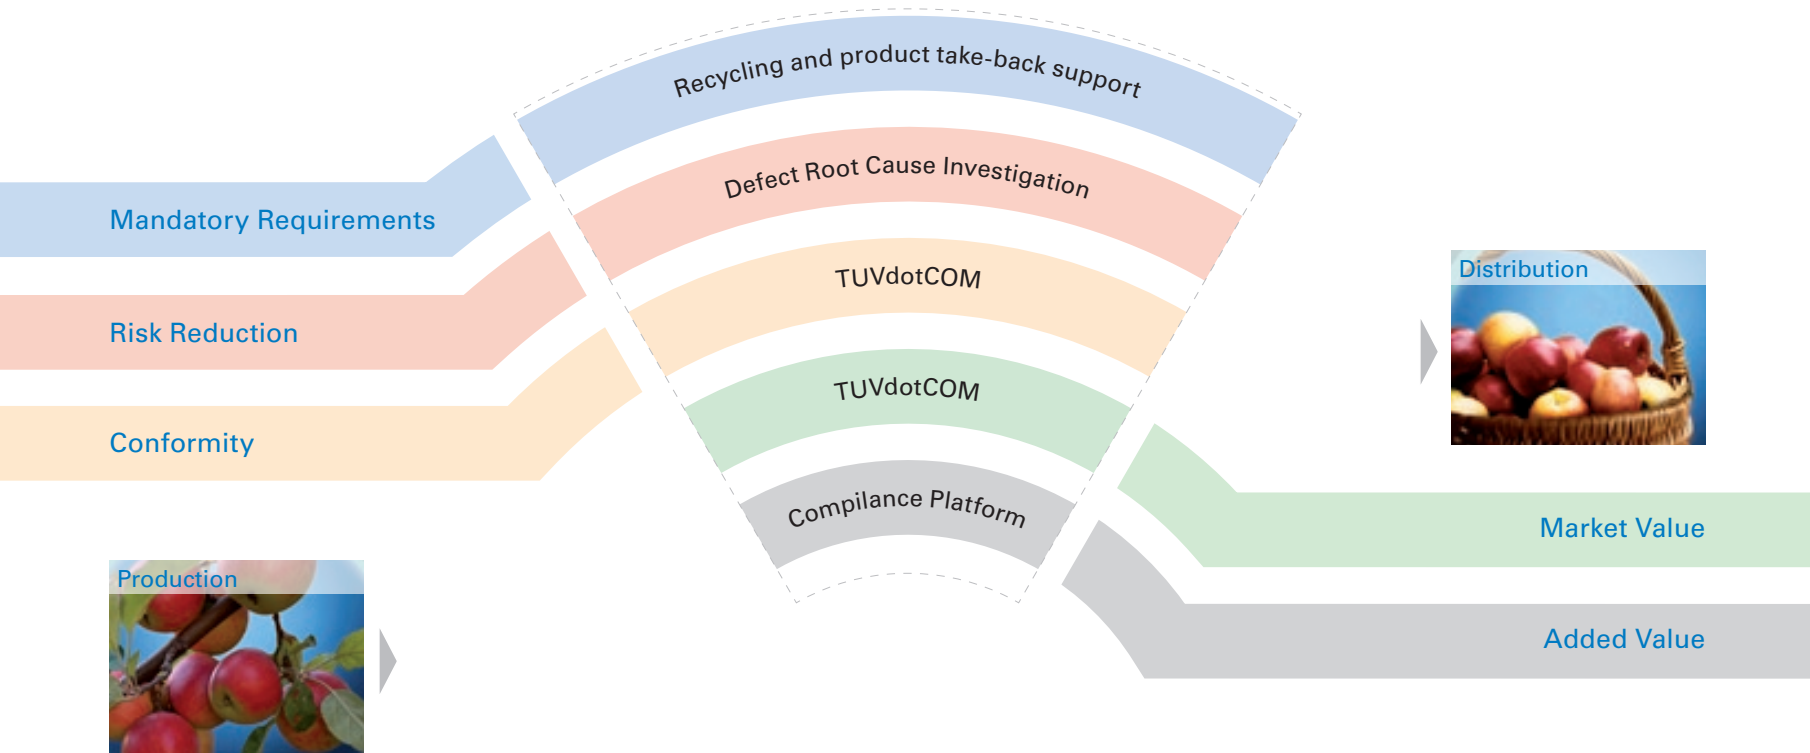 Recycling and product take-back support
Defect Root Cause Investigation
Mandatory Requirements
Distribution
TUVdotCOM
Risk Reduction
TUVdotCOM
Conformity
Compilance Platform
Market Value
Production
Added Value